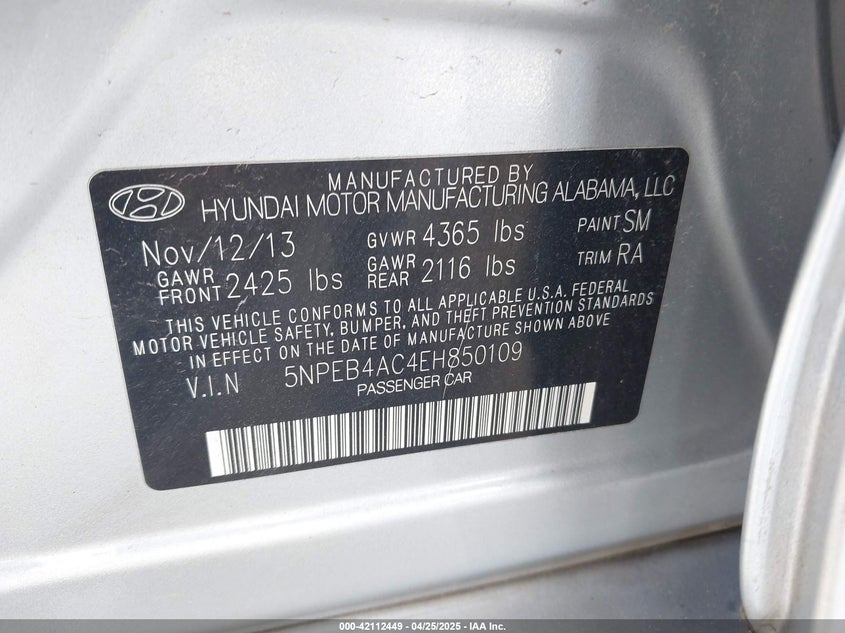 MANUFACTURED BY
HYUNDAI MOTOR MANUFACTURING ALABAMA, LLC
Nov/12/13 GVWR 4365 lbs PAINT SM
GAWR FRONT 2425 lbs GAWR REAR 2116 lbs TRIM RA
THIS VEHICLE CONFORMS TO ALL APPLICABLE U.S.A. FEDERAL
MOTOR VEHICLE SAFETY, BUMPER, AND THEFT PREVENTION STANDARDS
IN EFFECT ON THE DATE OF MANUFACTURE SHOWN ABOVE
V.I.N 5NPEB4AC4EH850109
PASSENGER CAR
000-42112449 - 04/25/2025 - IAA Inc.